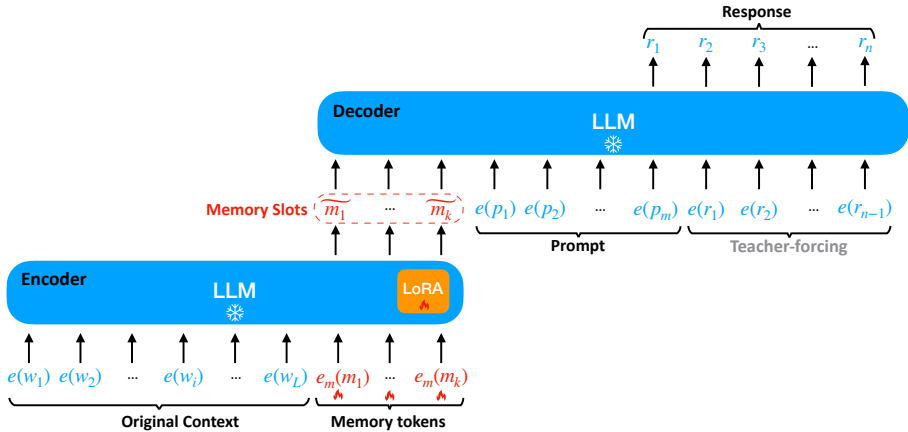 Response
r₁ r₂ r₃ ... rₙ
Decoder
LLM
Memory Slots m̃₁ ... m̃ₖ e(p₁) e(p₂) ... e(pₘ) e(r₁) e(r₂) ... e(rₙ₋₁)
Prompt Teacher-forcing
Encoder
LLM
LoRA
e(w₁) e(w₂) ... e(wᵢ) ... e(w_L) eₘ(m₁) ... eₘ(mₖ)
Original Context Memory tokens